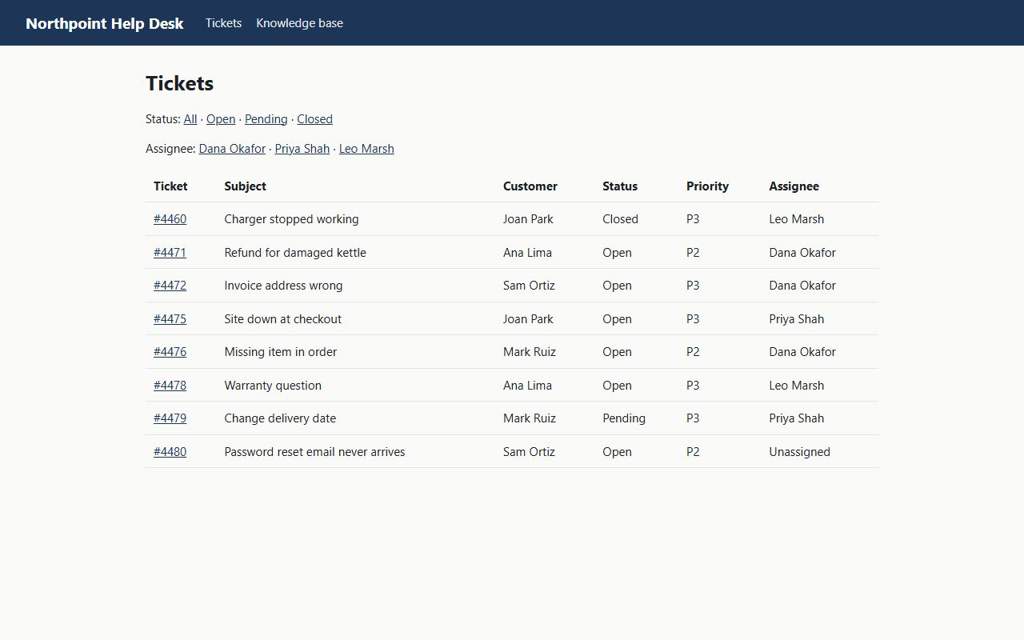 Northpoint Help Desk Tickets Knowledge base
Tickets
Status: All · Open · Pending · Closed
Assignee: Dana Okafor · Priya Shah · Leo Marsh
Ticket Subject Customer Status Priority Assignee
#4460 Charger stopped working Joan Park Closed P3 Leo Marsh
#4471 Refund for damaged kettle Ana Lima Open P2 Dana Okafor
#4472 Invoice address wrong Sam Ortiz Open P3 Dana Okafor
#4475 Site down at checkout Joan Park Open P3 Priya Shah
#4476 Missing item in order Mark Ruiz Open P2 Dana Okafor
#4478 Warranty question Ana Lima Open P3 Leo Marsh
#4479 Change delivery date Mark Ruiz Pending P3 Priya Shah
#4480 Password reset email never arrives Sam Ortiz Open P2 Unassigned